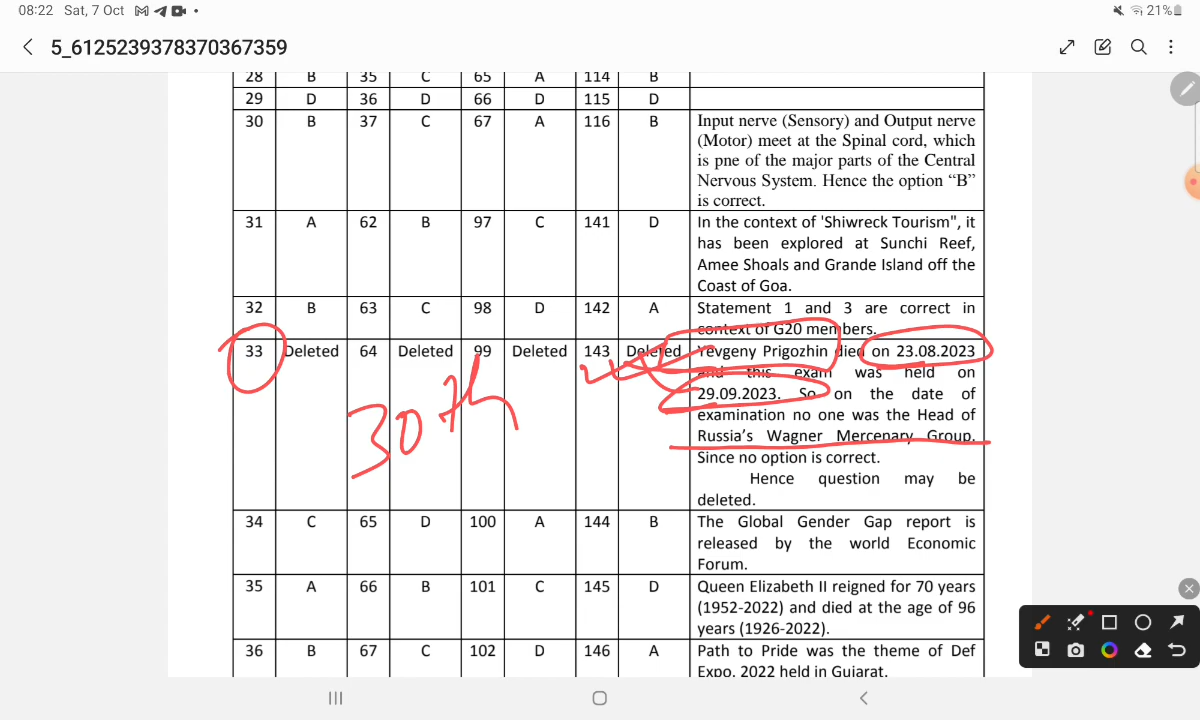 08:22 Sat, 7 Oct
21%
5_6125239378370367359
28 B 35 C 65 A 114 B
29 D 36 D 66 D 115 D
30 B 37 C 67 A 116 B Input nerve (Sensory) and Output nerve
(Motor) meet at the Spinal cord, which
is pne of the major parts of the Central
Nervous System. Hence the option “B”
is correct.
31 A 62 B 97 C 141 D In the context of 'Shiwreck Tourism", it
has been explored at Sunchi Reef,
Amee Shoals and Grande Island off the
Coast of Goa.
32 B 63 C 98 D 142 A Statement 1 and 3 are correct in
context of G20 members.
33 Deleted 64 Deleted 99 Deleted 143 Deleted Yevgeny Prigozhin died on 23.08.2023
and this exam was held on
29.09.2023. So on the date of
examination no one was the Head of
Russia’s Wagner Mercenary Group.
Since no option is correct.
Hence question may be
deleted.
30th
34 C 65 D 100 A 144 B The Global Gender Gap report is
released by the world Economic
Forum.
35 A 66 B 101 C 145 D Queen Elizabeth II reigned for 70 years
(1952-2022) and died at the age of 96
years (1926-2022).
36 B 67 C 102 D 146 A Path to Pride was the theme of Def
Expo. 2022 held in Gujarat.